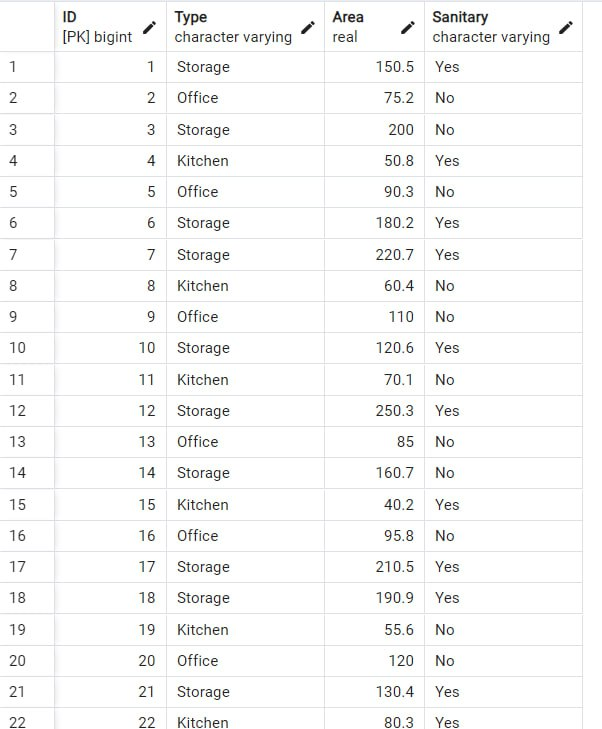 ID Type Area Sanitary
[PK] bigint character varying real character varying
1 1 Storage 150.5 Yes
2 2 Office 75.2 No
3 3 Storage 200 No
4 4 Kitchen 50.8 Yes
5 5 Office 90.3 No
6 6 Storage 180.2 Yes
7 7 Storage 220.7 Yes
8 8 Kitchen 60.4 No
9 9 Office 110 No
10 10 Storage 120.6 Yes
11 11 Kitchen 70.1 No
12 12 Storage 250.3 Yes
13 13 Office 85 No
14 14 Storage 160.7 No
15 15 Kitchen 40.2 Yes
16 16 Office 95.8 No
17 17 Storage 210.5 Yes
18 18 Storage 190.9 Yes
19 19 Kitchen 55.6 No
20 20 Office 120 No
21 21 Storage 130.4 Yes
22 22 Kitchen 80.3 Yes